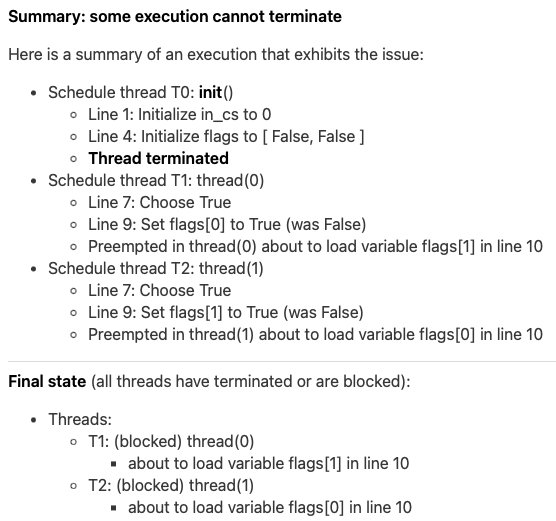 Summary: some execution cannot terminate
Here is a summary of an execution that exhibits the issue:
• Schedule thread T0: init()
◦ Line 1: Initialize in_cs to 0
◦ Line 4: Initialize flags to [ False, False ]
◦ Thread terminated
• Schedule thread T1: thread(0)
◦ Line 7: Choose True
◦ Line 9: Set flags[0] to True (was False)
◦ Preempted in thread(0) about to load variable flags[1] in line 10
• Schedule thread T2: thread(1)
◦ Line 7: Choose True
◦ Line 9: Set flags[1] to True (was False)
◦ Preempted in thread(1) about to load variable flags[0] in line 10
Final state (all threads have terminated or are blocked):
• Threads:
◦ T1: (blocked) thread(0)
▪ about to load variable flags[1] in line 10
◦ T2: (blocked) thread(1)
▪ about to load variable flags[0] in line 10